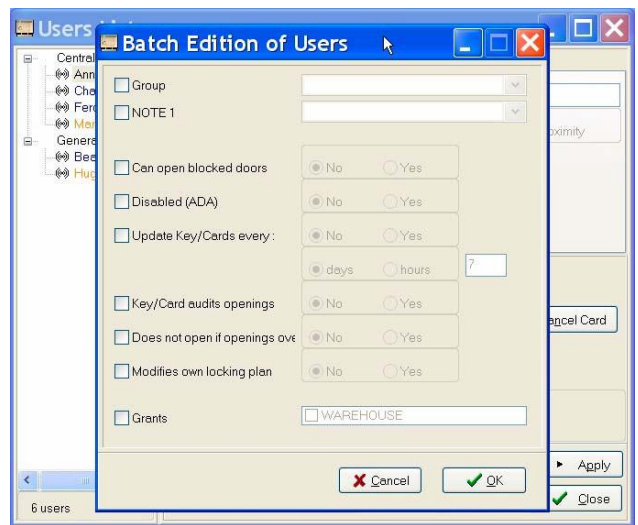 Users
Batch Edition of Users
Central
Ann
Cha
Ferd
Mar
Genera
Bea
Hug
Group
NOTE 1
oximity
Can open blocked doors No Yes
Disabled (ADA) No Yes
Update Key/Cards every : No Yes
days hours 7
Key/Card audits openings No Yes
ancel Card
Does not open if openings ove No Yes
Modifies own locking plan No Yes
Grants WAREHOUSE
Cancel OK
Apply
6 users
Close